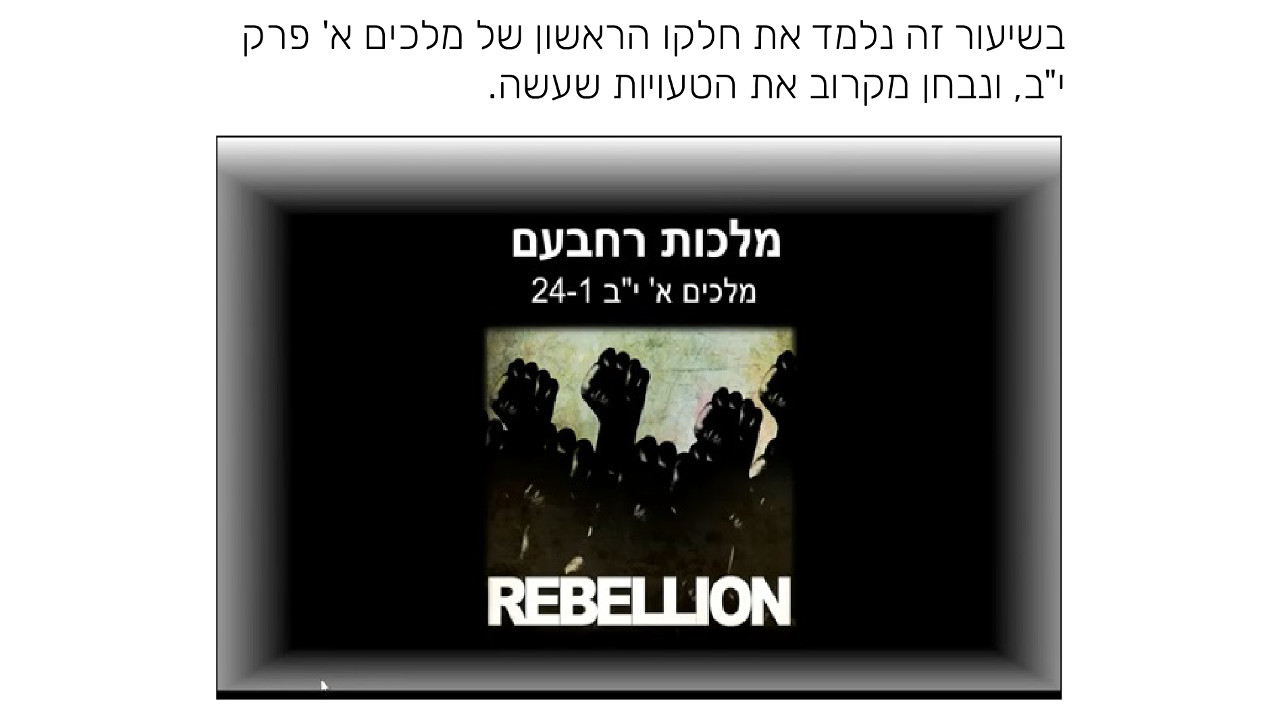 בשיעור זה נלמד את חלקו הראשון של מלכים א' פרק
י"ב, ונבחן מקרוב את הטעויות שעשה.
מלכות רחבעם
מלכים א' י"ב 24-1
REBELLION